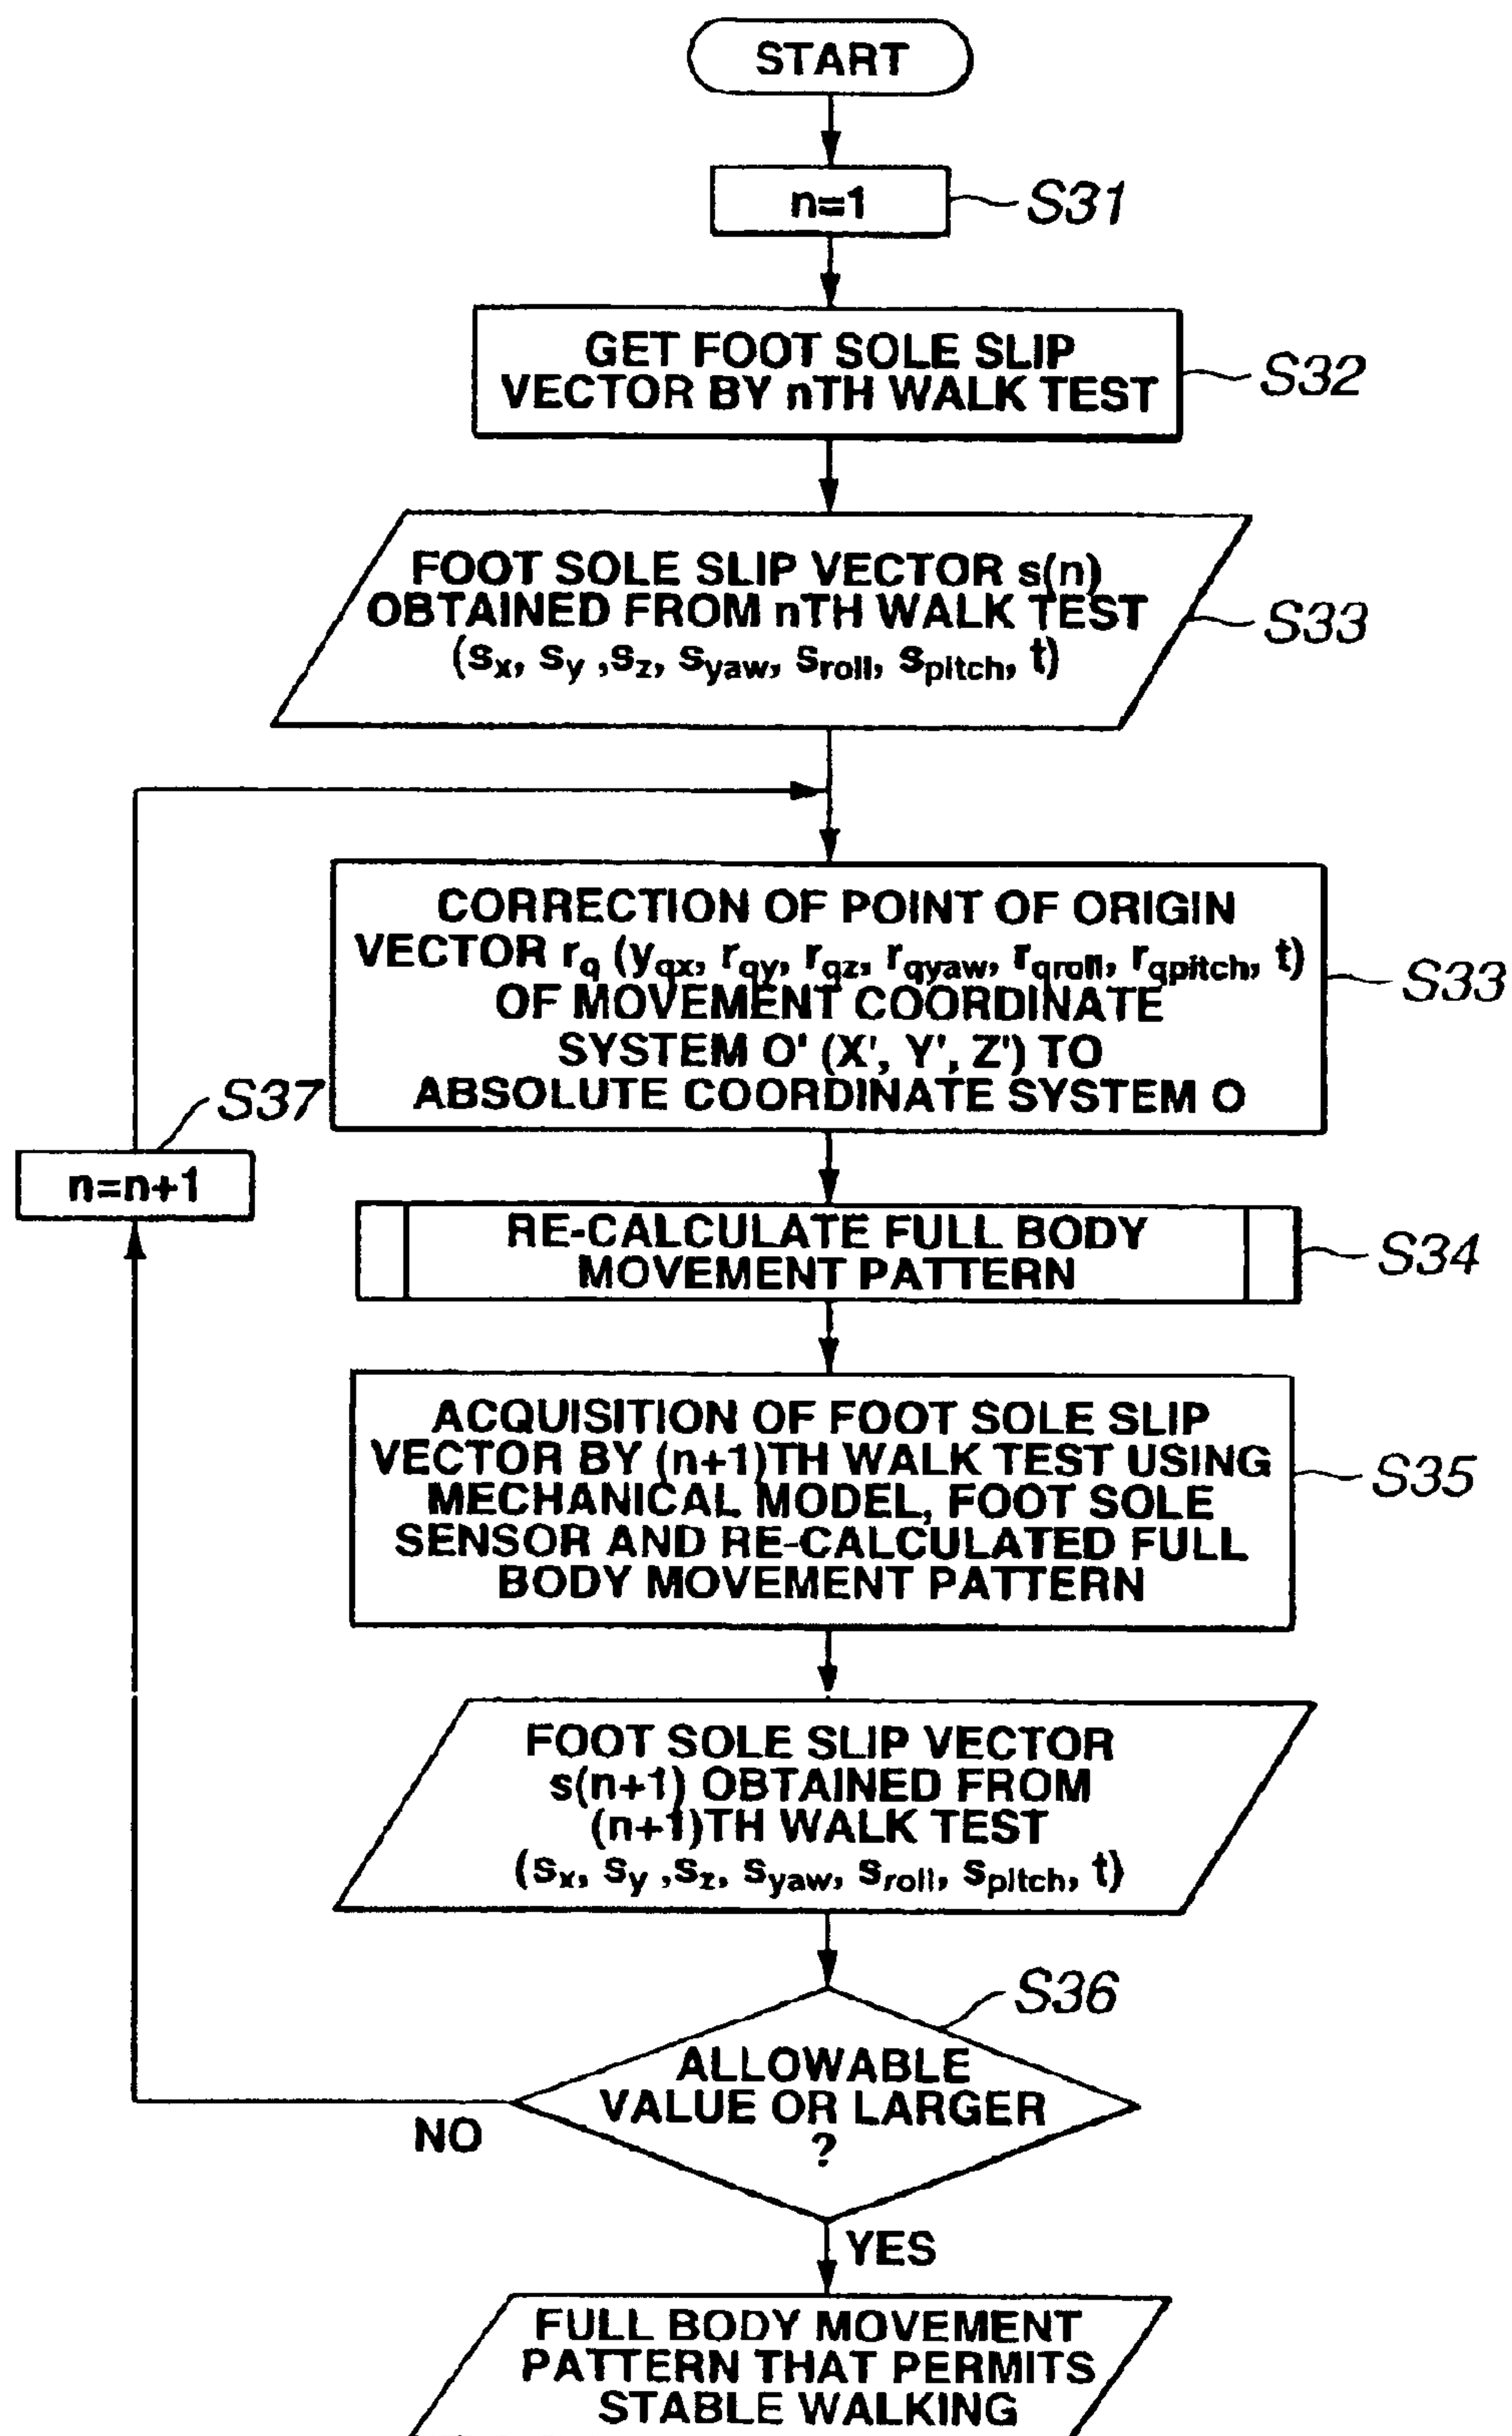 START
n=1
S31
GET FOOT SOLE SLIP
VECTOR BY nTH WALK TEST
S32
FOOT SOLE SLIP VECTOR s(n)
OBTAINED FROM nTH WALK TEST
(sx, sy ,sz, syaw, sroll, spitch, t)
S33
CORRECTION OF POINT OF ORIGIN
VECTOR rq (yqx, rqy, rqz, rqyaw, rqroll, rqpitch, t)
OF MOVEMENT COORDINATE
SYSTEM O' (X', Y', Z') TO
ABSOLUTE COORDINATE SYSTEM O
S33
S37
n=n+1
RE-CALCULATE FULL BODY
MOVEMENT PATTERN
S34
ACQUISITION OF FOOT SOLE SLIP
VECTOR BY (n+1)TH WALK TEST USING
MECHANICAL MODEL, FOOT SOLE
SENSOR AND RE-CALCULATED FULL
BODY MOVEMENT PATTERN
S35
FOOT SOLE SLIP VECTOR
s(n+1) OBTAINED FROM
(n+1)TH WALK TEST
(sx, sy ,sz, syaw, sroll, spitch, t)
S36
ALLOWABLE
VALUE OR LARGER
?
NO
YES
FULL BODY MOVEMENT
PATTERN THAT PERMITS
STABLE WALKING